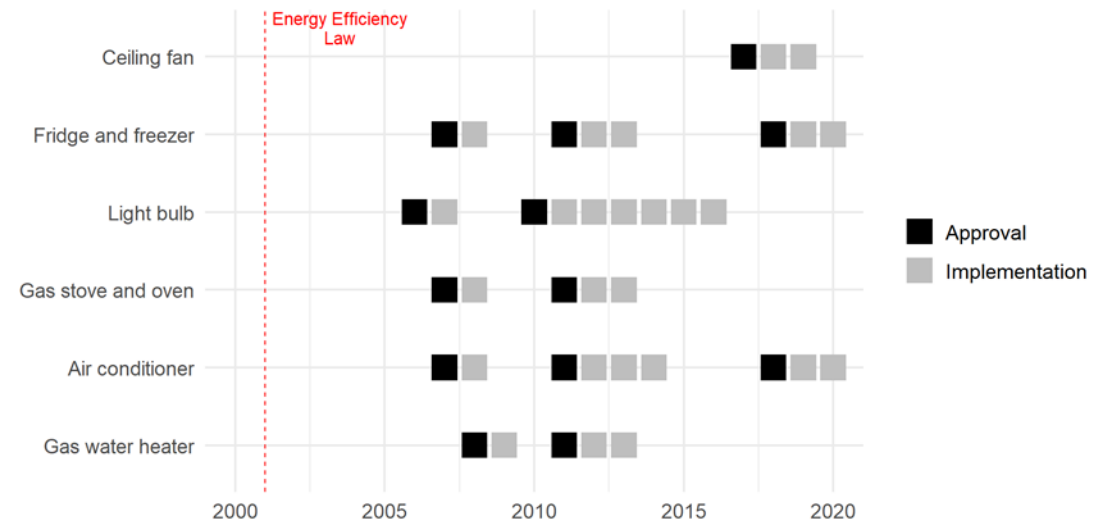 Energy Efficiency
Law
Ceiling fan
Fridge and freezer
Light bulb
Gas stove and oven
Air conditioner
Gas water heater
2000 2005 2010 2015 2020
Approval
Implementation